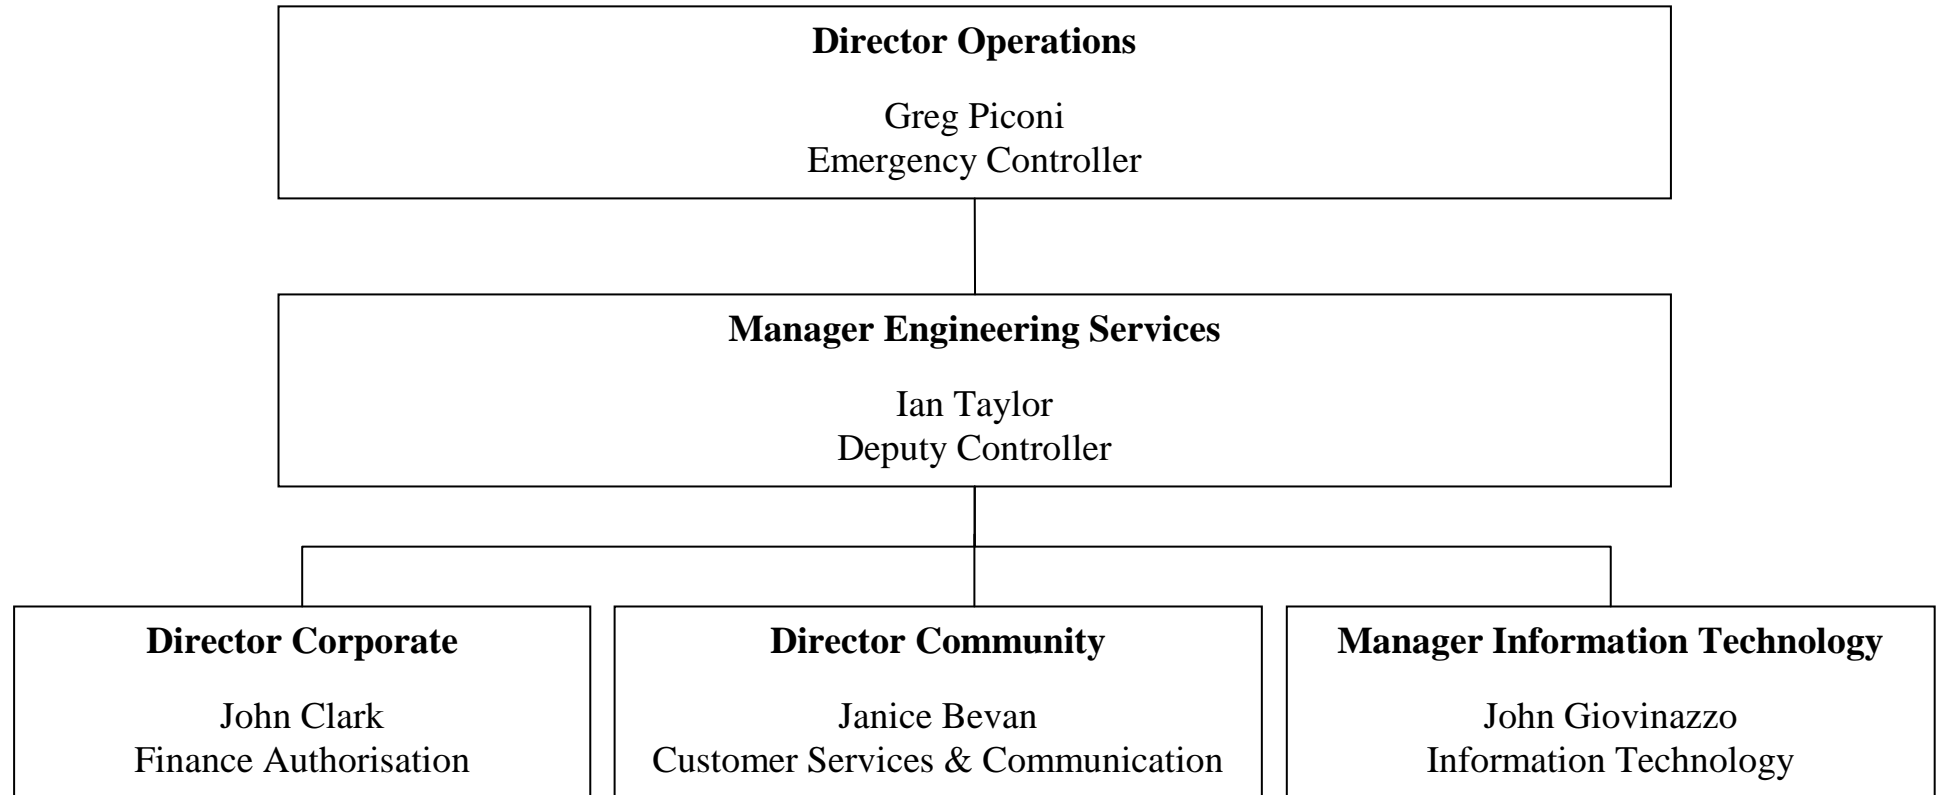 Director Operations
Greg Piconi
Emergency Controller
Manager Engineering Services
Ian Taylor
Deputy Controller
Director Corporate
John Clark
Finance Authorisation
Director Community
Janice Bevan
Customer Services & Communication
Manager Information Technology
John Giovinazzo
Information Technology